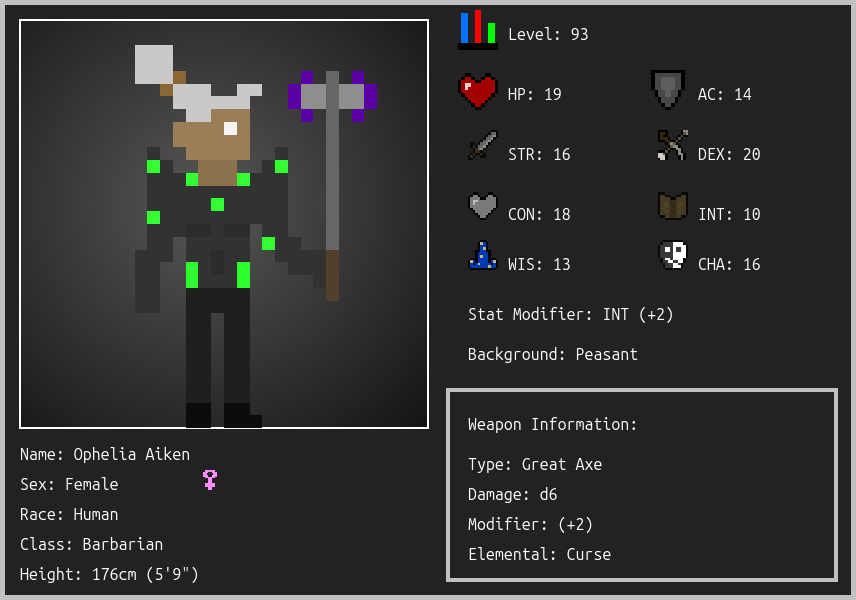 Level: 93
HP: 19
AC: 14
STR: 16
DEX: 20
CON: 18
INT: 10
WIS: 13
CHA: 16
Stat Modifier: INT (+2)
Background: Peasant
Weapon Information:
Type: Great Axe
Damage: d6
Modifier: (+2)
Elemental: Curse
Name: Ophelia Aiken
Sex: Female
Race: Human
Class: Barbarian
Height: 176cm (5'9")